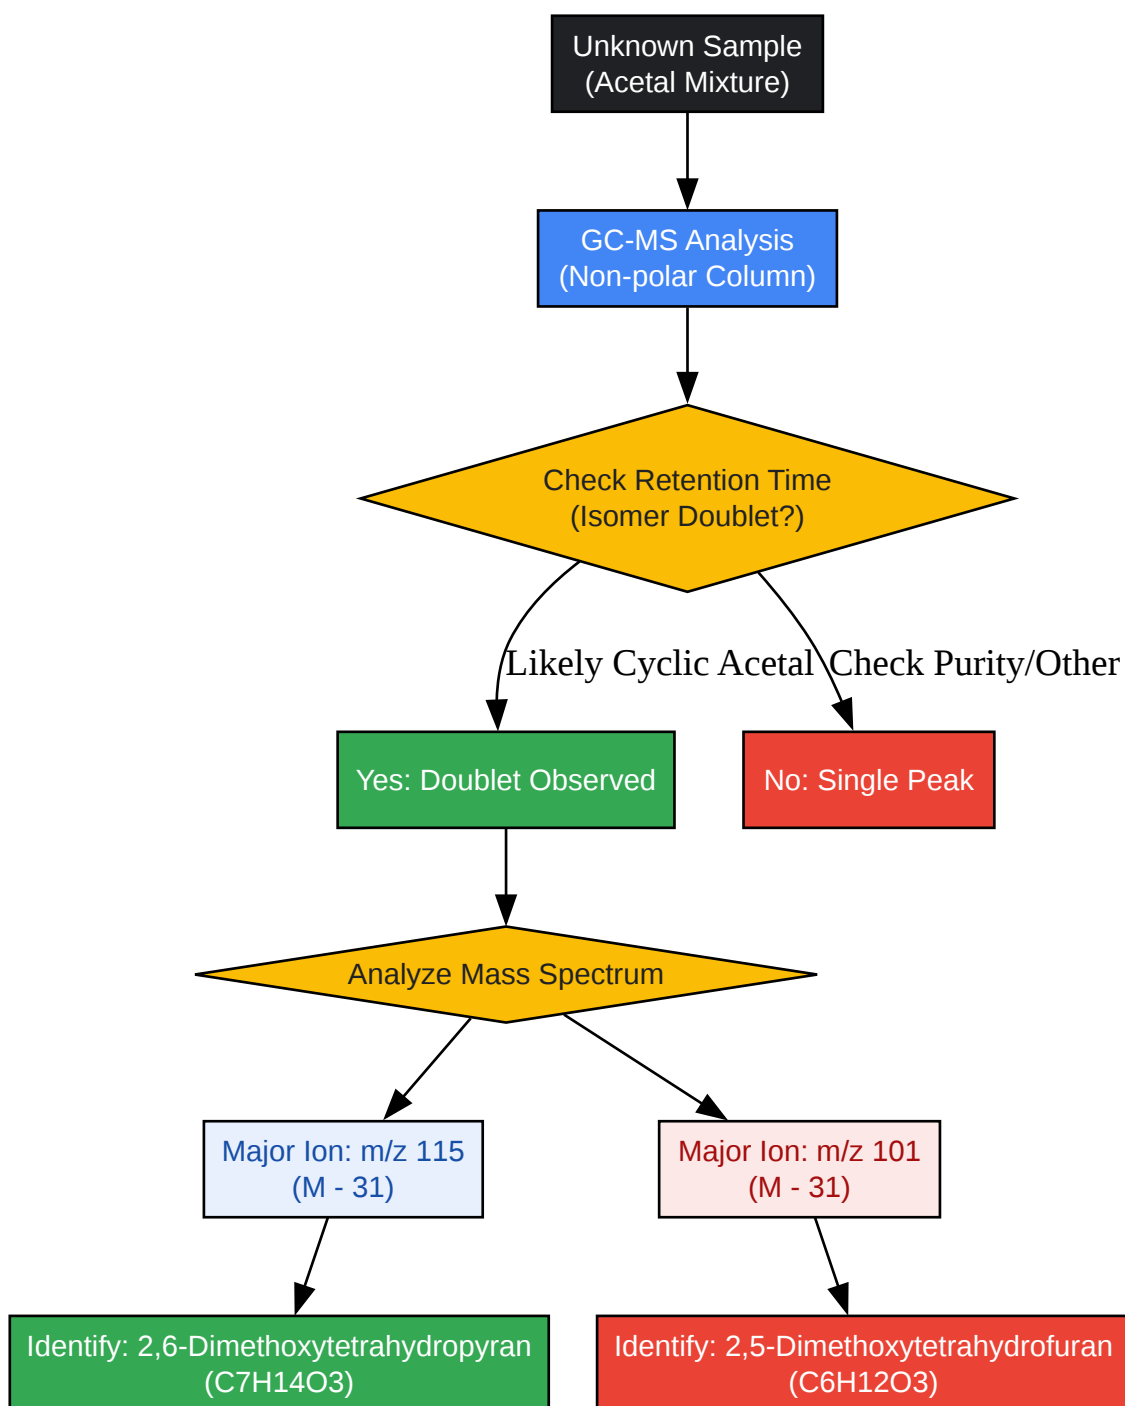 Unknown Sample
(Acetal Mixture)
GC-MS Analysis
(Non-polar Column)
Check Retention Time
(Isomer Doublet?)
Likely Cyclic Acetal
Check Purity/Other
Yes: Doublet Observed
No: Single Peak
Analyze Mass Spectrum
Major Ion: m/z 115
(M - 31)
Major Ion: m/z 101
(M - 31)
Identify: 2,6-Dimethoxytetrahydropyran
(C7H14O3)
Identify: 2,5-Dimethoxytetrahydrofuran
(C6H12O3)